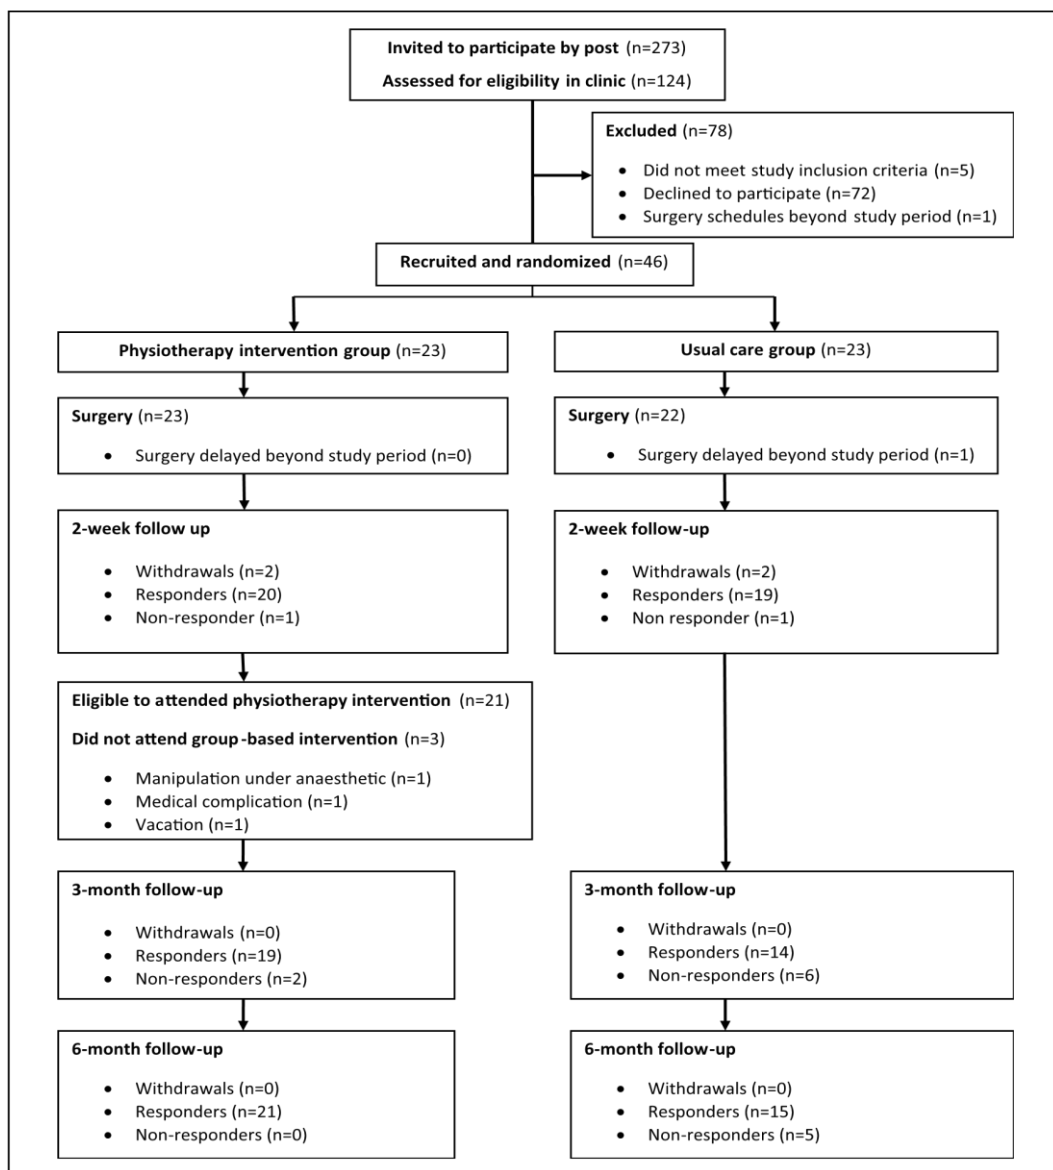 Invited to participate by post (n=273)
Assessed for eligibility in clinic (n=124)
Excluded (n=78)
• Did not meet study inclusion criteria (n=5)
• Declined to participate (n=72)
• Surgery schedules beyond study period (n=1)
Recruited and randomized (n=46)
Physiotherapy intervention group (n=23)
Usual care group (n=23)
Surgery (n=23)
• Surgery delayed beyond study period (n=0)
Surgery (n=22)
• Surgery delayed beyond study period (n=1)
2-week follow up
• Withdrawals (n=2)
• Responders (n=20)
• Non-responder (n=1)
2-week follow-up
• Withdrawals (n=2)
• Responders (n=19)
• Non responder (n=1)
Eligible to attended physiotherapy intervention (n=21)
Did not attend group-based intervention (n=3)
• Manipulation under anaesthetic (n=1)
• Medical complication (n=1)
• Vacation (n=1)
3-month follow-up
• Withdrawals (n=0)
• Responders (n=19)
• Non-responders (n=2)
3-month follow-up
• Withdrawals (n=0)
• Responders (n=14)
• Non-responders (n=6)
6-month follow-up
• Withdrawals (n=0)
• Responders (n=21)
• Non-responders (n=0)
6-month follow-up
• Withdrawals (n=0)
• Responders (n=15)
• Non-responders (n=5)